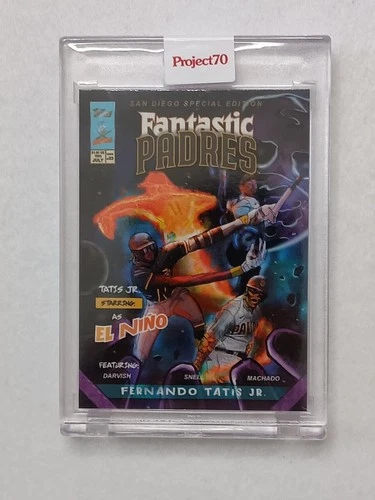 Project70
SAN DIEGO SPECIAL EDITION
Fantastic
PADRES
JULY
TATIS JR.
STARRING
AS
EL NIÑO
FEATURING:
DARVISH SNELL MACHADO
FERNANDO TATIS JR.